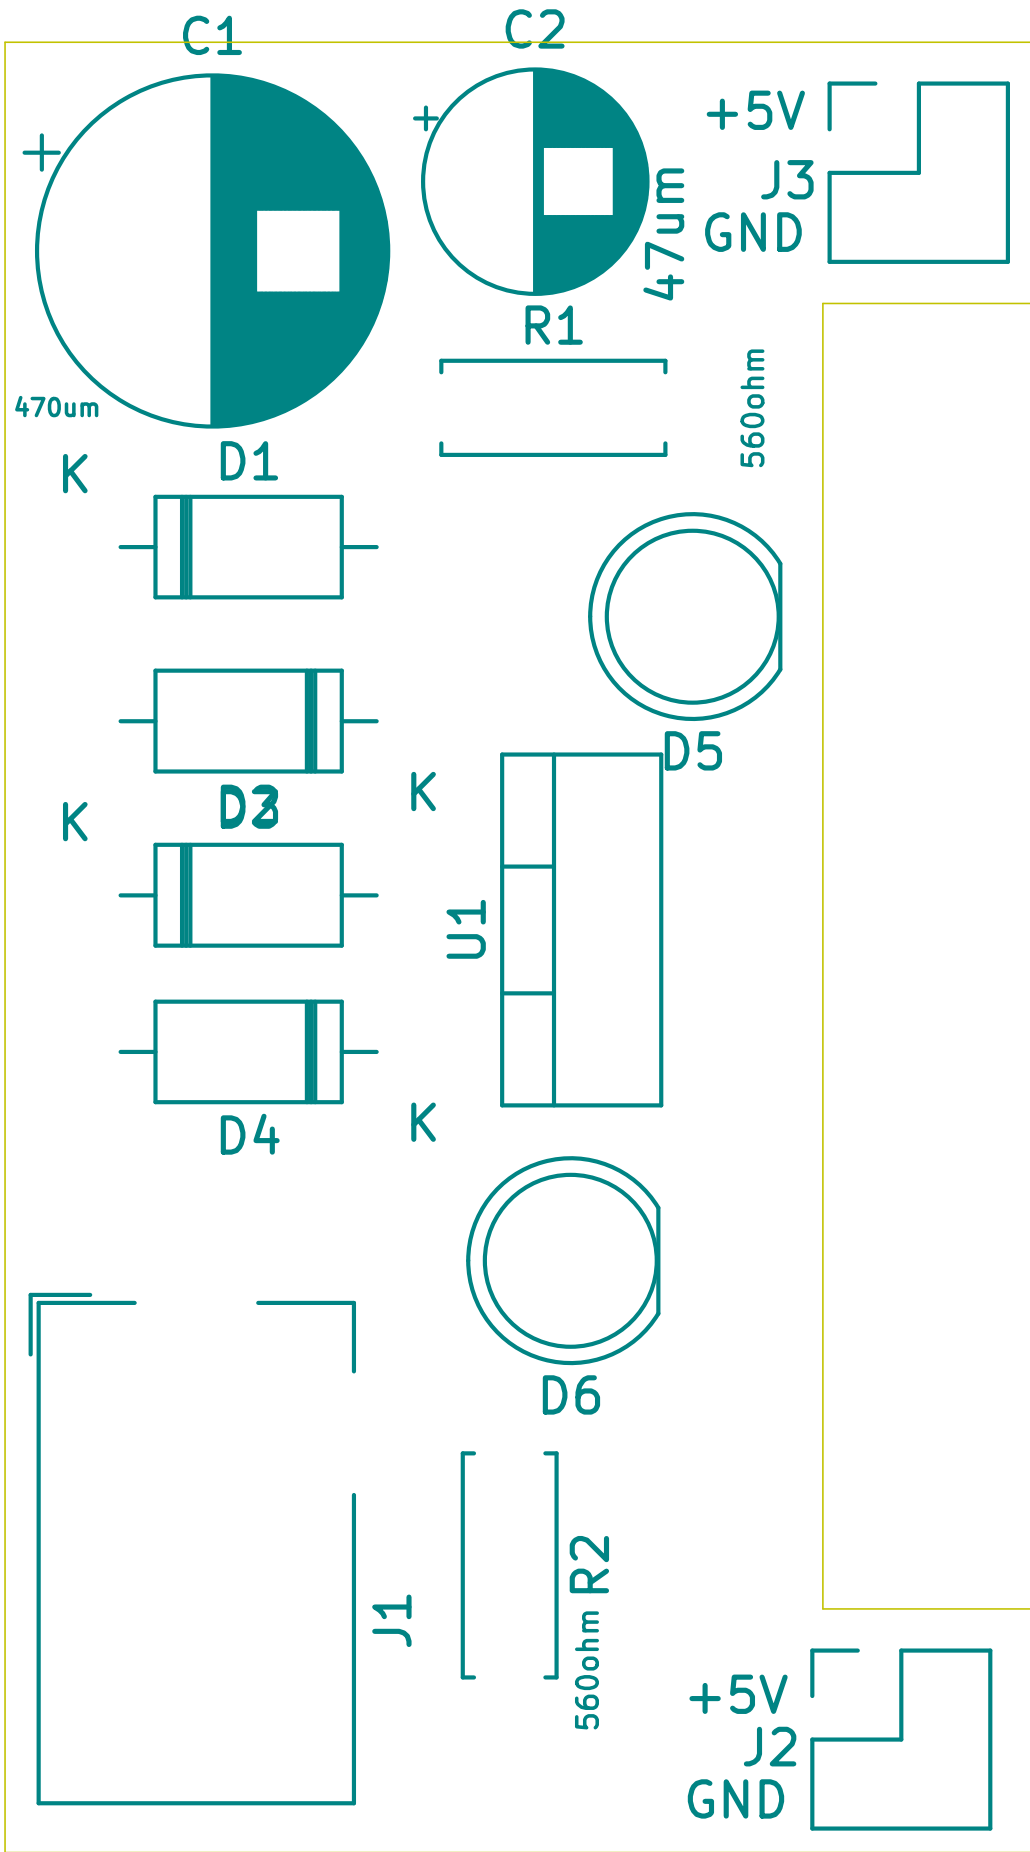 C1
C2
+
+
+5V
J3
GND
47um
R1
470um
560ohm
K
D1
D5
K
K
U1
K
D4
D6
R2
J1
560ohm
+5V
J2
GND